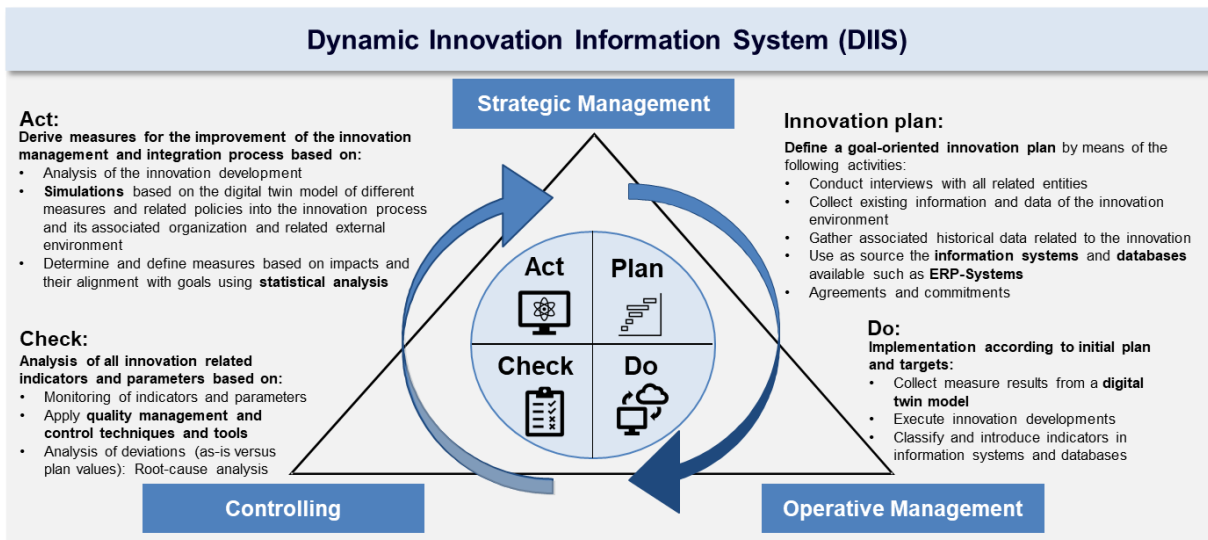 Dynamic Innovation Information System (DIIS)
Strategic Management
Act:
Derive measures for the improvement of the innovation
management and integration process based on:
• Analysis of the innovation development
• Simulations based on the digital twin model of different
measures and related policies into the innovation process
and its associated organization and related external
environment
• Determine and define measures based on impacts and
their alignment with goals using statistical analysis
Innovation plan:
Define a goal-oriented innovation plan by means of the
following activities:
• Conduct interviews with all related entities
• Collect existing information and data of the innovation
environment
• Gather associated historical data related to the innovation
• Use as source the information systems and databases
available such as ERP-Systems
• Agreements and commitments
Act
Plan
Check
Do
Check:
Analysis of all innovation related
indicators and parameters based on:
• Monitoring of indicators and parameters
• Apply quality management and
control techniques and tools
• Analysis of deviations (as-is versus
plan values): Root-cause analysis
Do:
Implementation according to initial plan
and targets:
• Collect measure results from a digital
twin model
• Execute innovation developments
• Classify and introduce indicators in
information systems and databases
Controlling
Operative Management